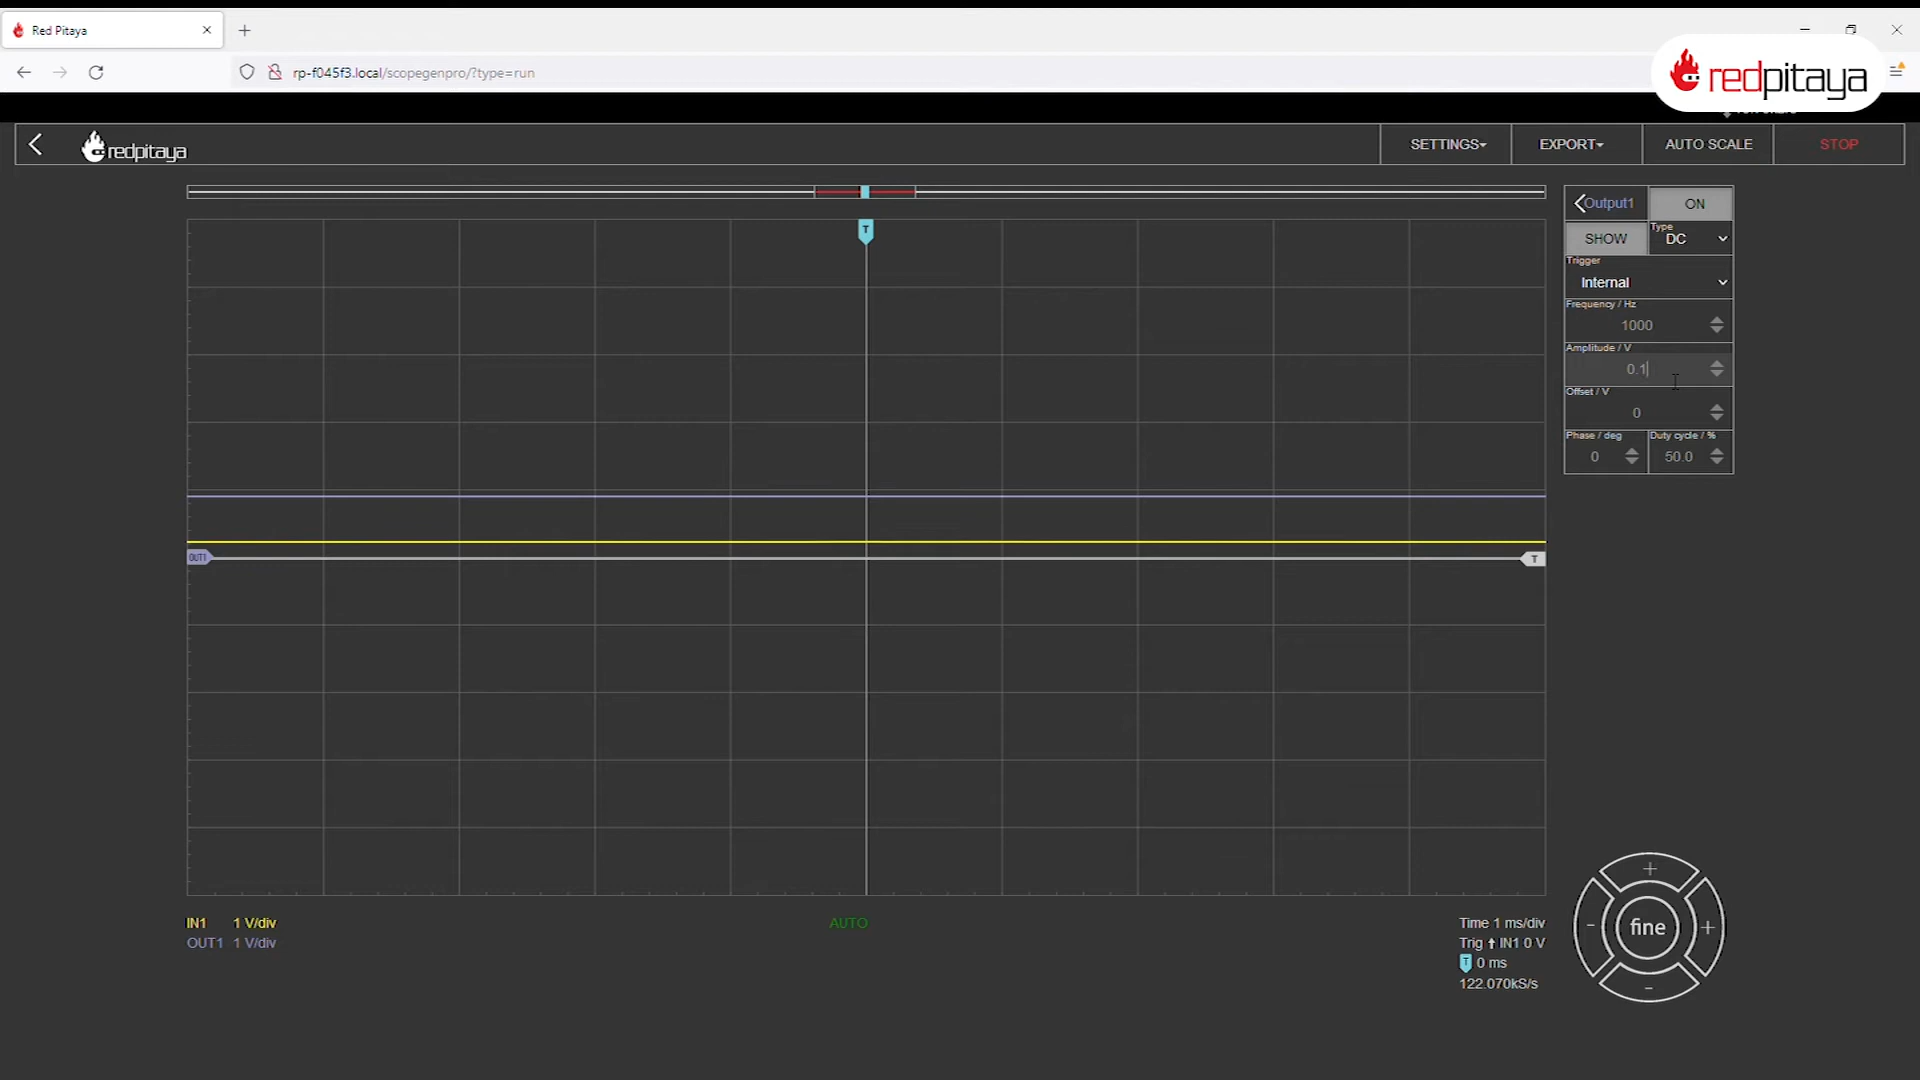 Red Pitaya
rp-f045f3.local/scopegenpro/?type=run
redpitaya
redpitaya
SETTINGS
EXPORT
AUTO SCALE
STOP
Output1
ON
SHOW
Type
DC
Trigger
Internal
Frequency / Hz
1000
Amplitude / V
0.1
Offset / V
0
Phase / deg
0
Duty cycle / %
50.0
T
OUT1
T
IN1 1 V/div
OUT1 1 V/div
AUTO
Time 1 ms/div
Trig IN1 0 V
T 0 ms
122.070kS/s
+
- fine +
-